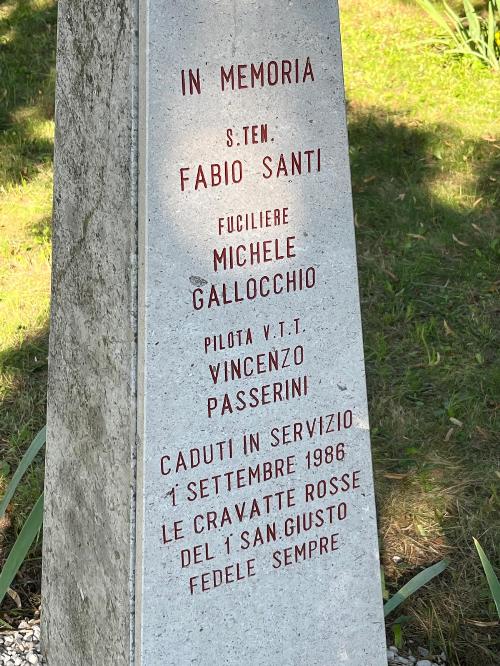 IN MEMORIA
S.TEN.
FABIO SANTI
FUCILIERE
MICHELE
GALLOCCHIO
PILOTA V.T.T.
VINCENZO
PASSERINI
CADUTI IN SERVIZIO
1 SETTEMBRE 1986
LE CRAVATTE ROSSE
DEL 1° SAN.GIUSTO
FEDELE SEMPRE